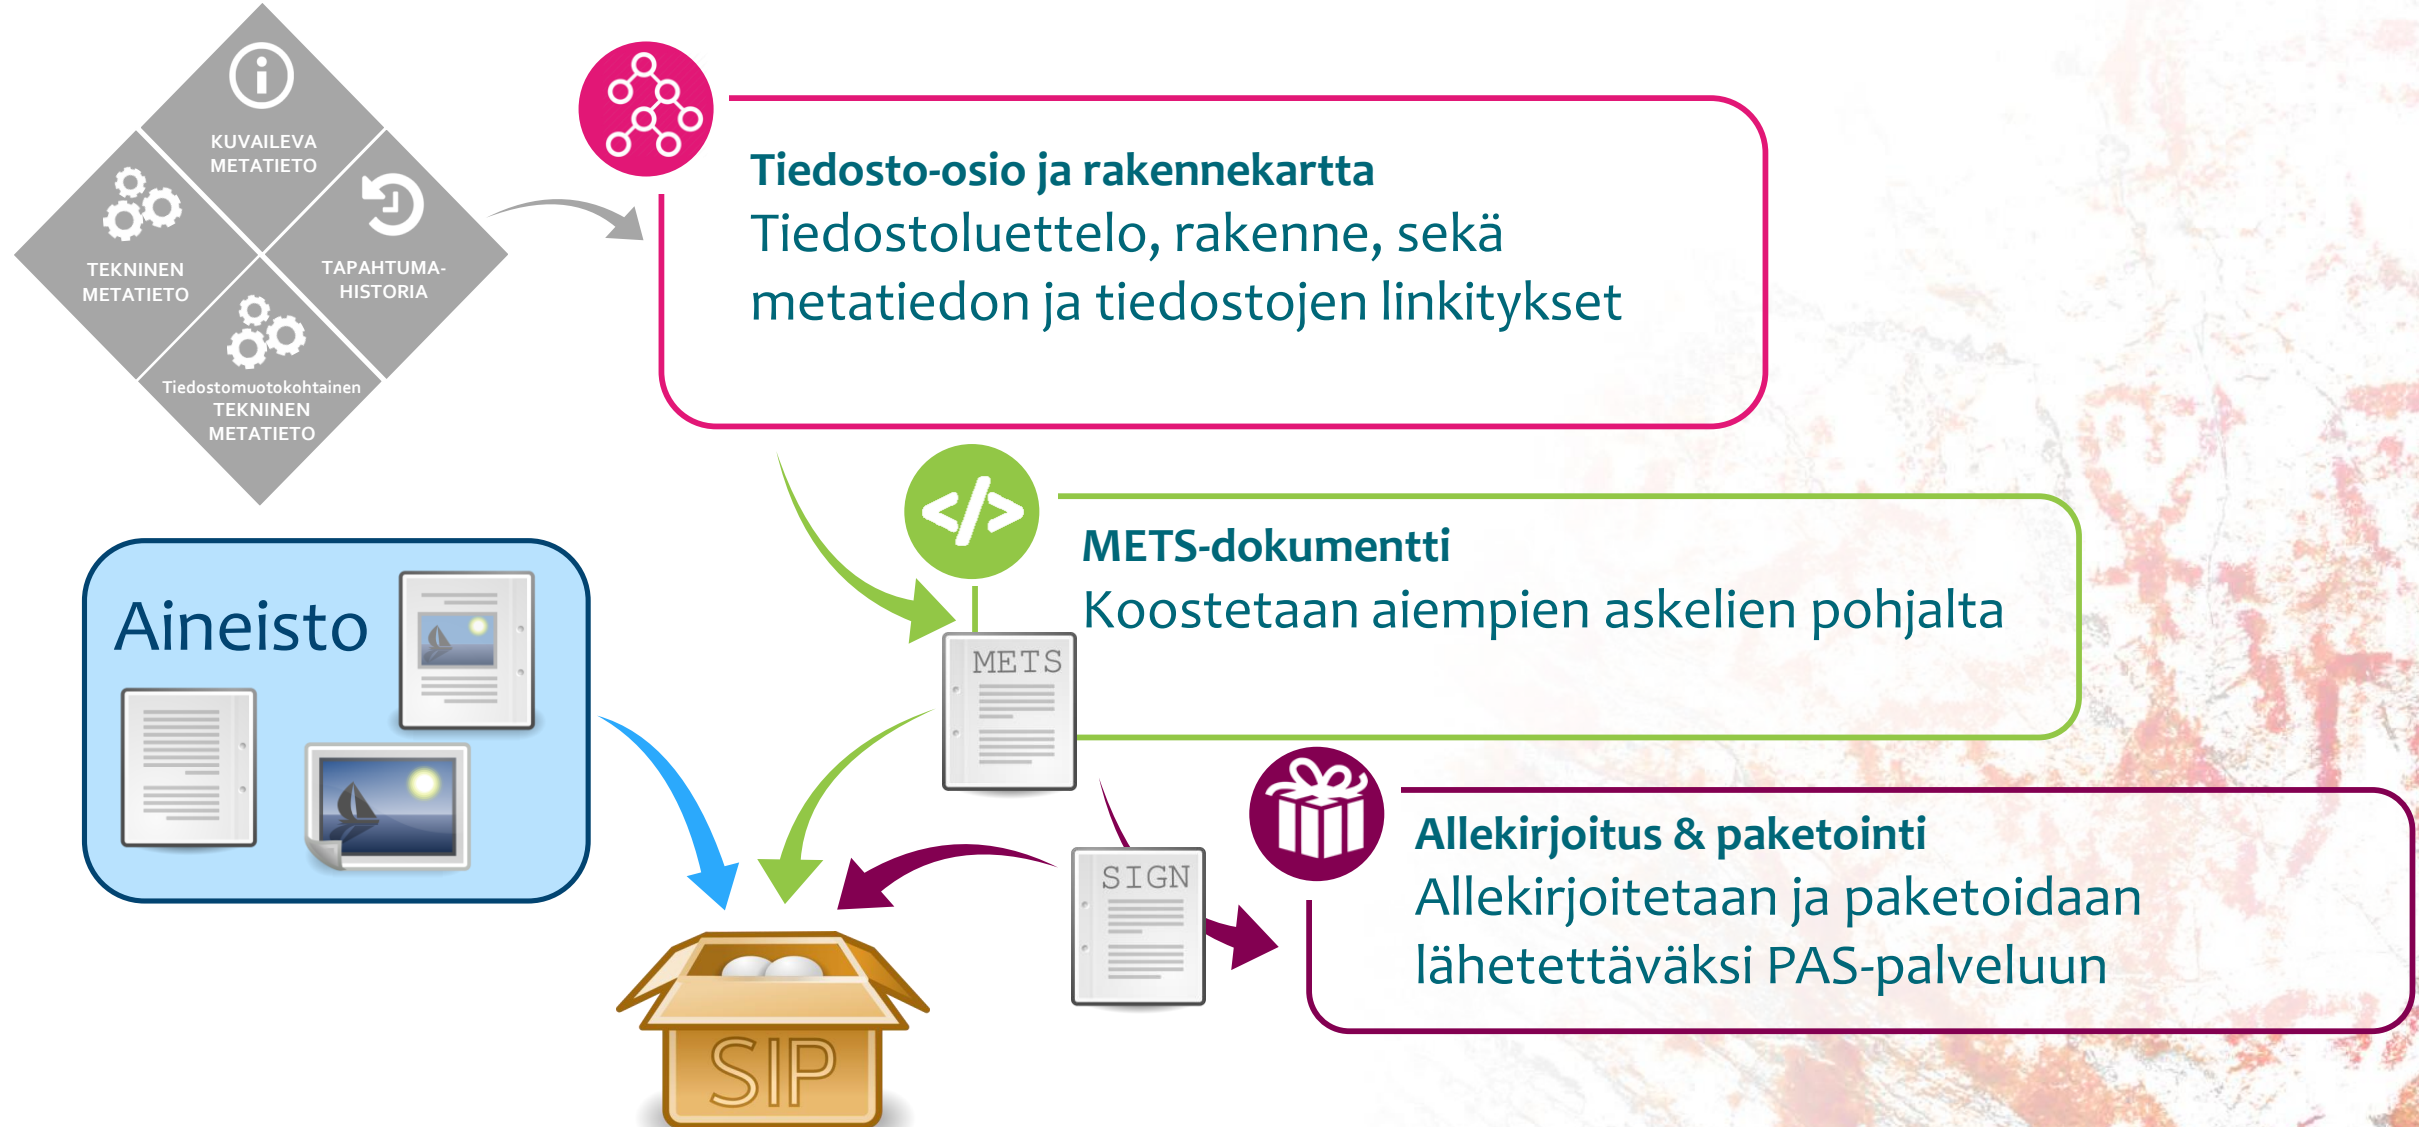 KUVAILEVA
METATIETO
TEKNINEN
METATIETO
TAPAHTUMA-
HISTORIA
Tiedostomuotokohtainen
TEKNINEN
METATIETO
Tiedosto-osio ja rakennekartta
Tiedostoluettelo, rakenne, sekä
metatiedon ja tiedostojen linkitykset
METS-dokumentti
Koostetaan aiempien askelien pohjalta
METS
Aineisto
Allekirjoitus & paketointi
Allekirjoitetaan ja paketoidaan
lähetettäväksi PAS-palveluun
SIGN
SIP